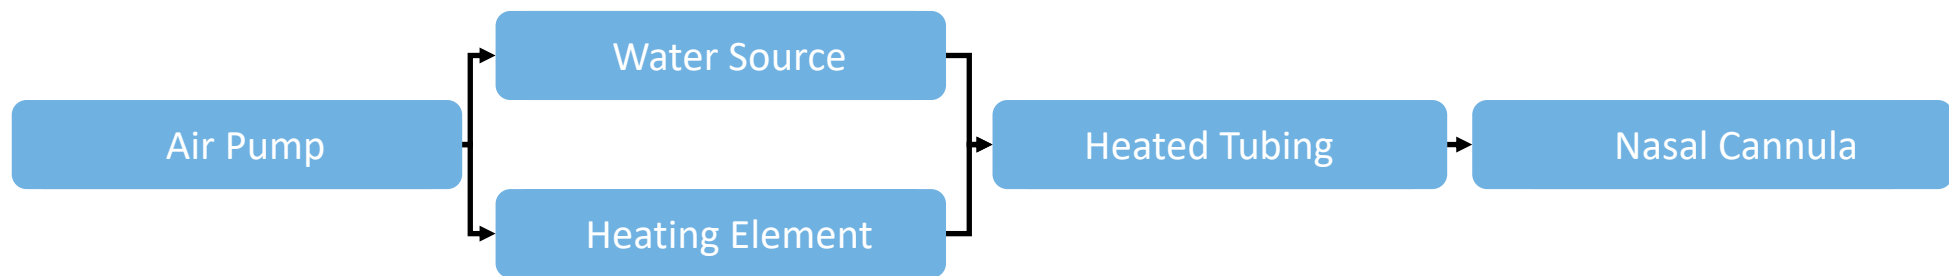 Air Pump
Water Source
Heating Element
Heated Tubing
Nasal Cannula